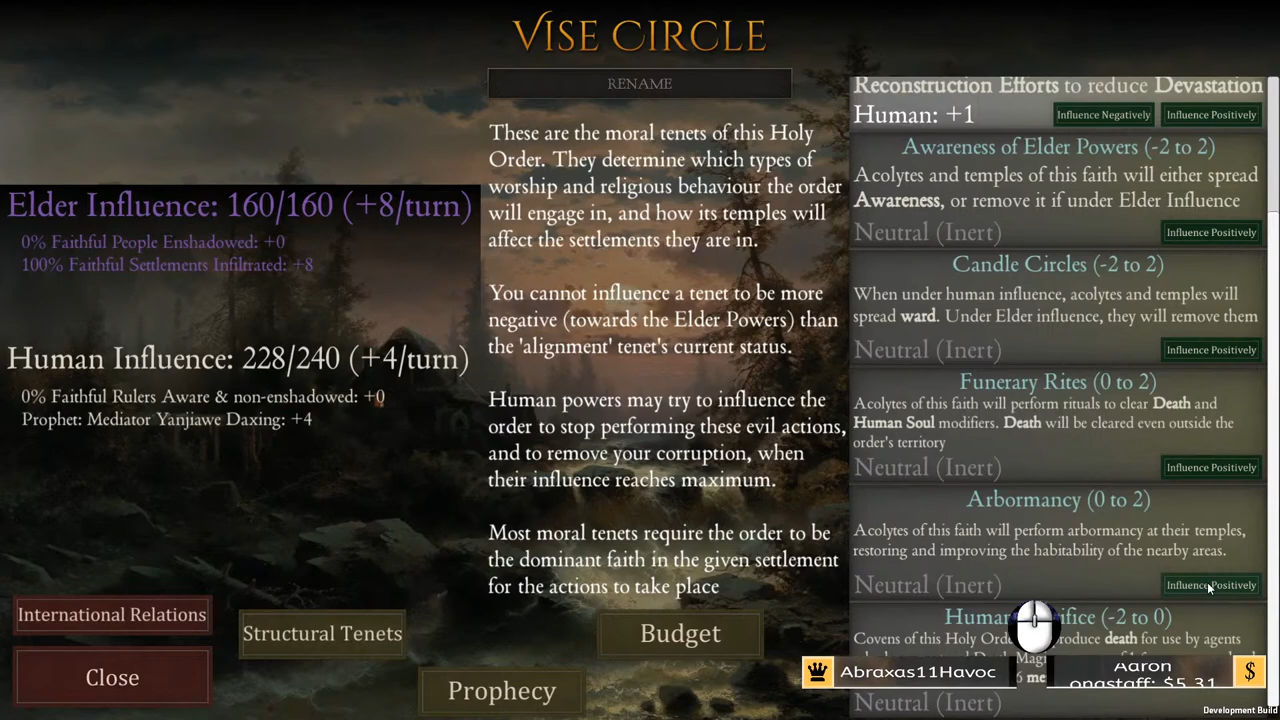 VISE CIRCLE
RENAME
Elder Influence: 160/160 (+8/turn)
0% Faithful People Enshadowed: +0
100% Faithful Settlements Infiltrated: +8
Human Influence: 228/240 (+4/turn)
0% Faithful Rulers Aware & non-enshadowed: +0
Prophet: Mediator Yanjiawe Daxing: +4
International Relations
Structural Tenets
Close
Prophecy
Budget
These are the moral tenets of this Holy
Order. They determine which types of
worship and religious behaviour the order
will engage in, and how its temples will
affect the settlements they are in.
You cannot influence a tenet to be more
negative (towards the Elder Powers) than
the 'alignment' tenet's current status.
Human powers may try to influence the
order to stop performing these evil actions,
and to remove your corruption, when
their influence reaches maximum.
Most moral tenets require the order to be
the dominant faith in the given settlement
for the actions to take place
Reconstruction Efforts to reduce Devastation
Human: +1
Influence Negatively
Influence Positively
Awareness of Elder Powers (-2 to 2)
Acolytes and temples of this faith will either spread
Awareness, or remove it if under Elder Influence
Neutral (Inert)
Influence Positively
Candle Circles (-2 to 2)
When under human influence, acolytes and temples will
spread ward. Under Elder influence, they will remove them
Neutral (Inert)
Influence Positively
Funerary Rites (0 to 2)
Acolytes of this faith will perform rituals to clear Death and
Human Soul modifiers. Death will be cleared even outside the
order's territory
Neutral (Inert)
Influence Positively
Arbormancy (0 to 2)
Acolytes of this faith will perform arbormancy at their temples,
restoring and improving the habitability of the nearby areas.
Neutral (Inert)
Influence Positively
(-2 to 0)
Covens of this Holy death for use by agents
Neutral (Inert)
Abraxas11Havoc
Aaron
ongstaff: $5.31
Development Build